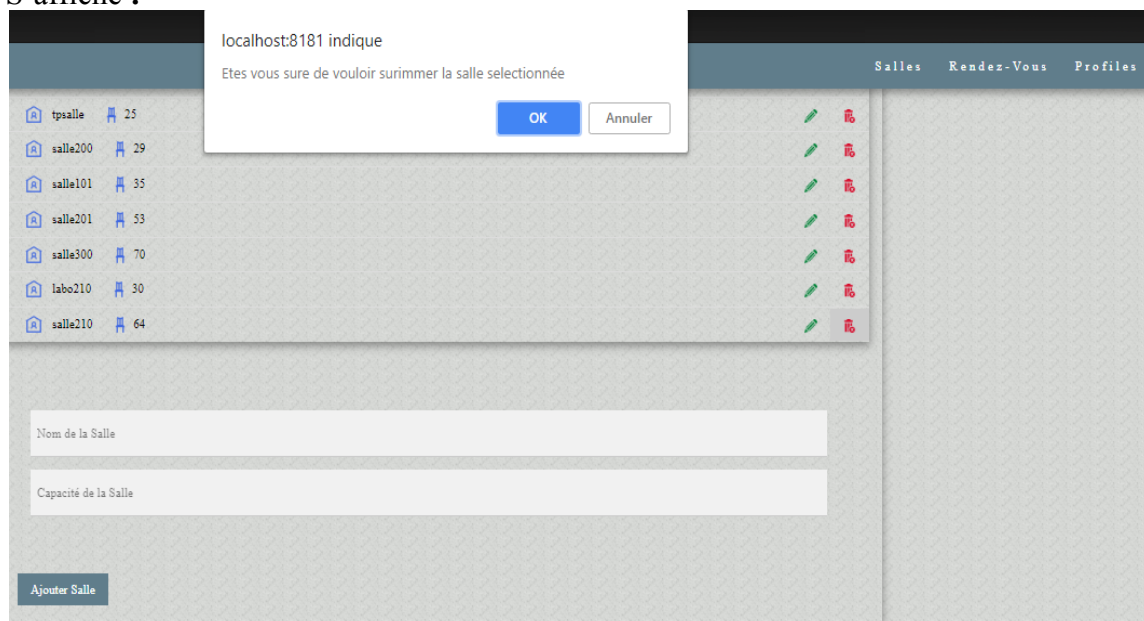 S'affiche :
localhost:8181 indique
Etes vous sure de vouloir surimmer la salle selectionnée
OK Annuler
Salles Rendez-Vous Profiles
tpsalle 25
salle200 29
salle101 35
salle201 53
salle300 70
labo210 30
salle210 64
Nom de la Salle
Capacité de la Salle
Ajouter Salle